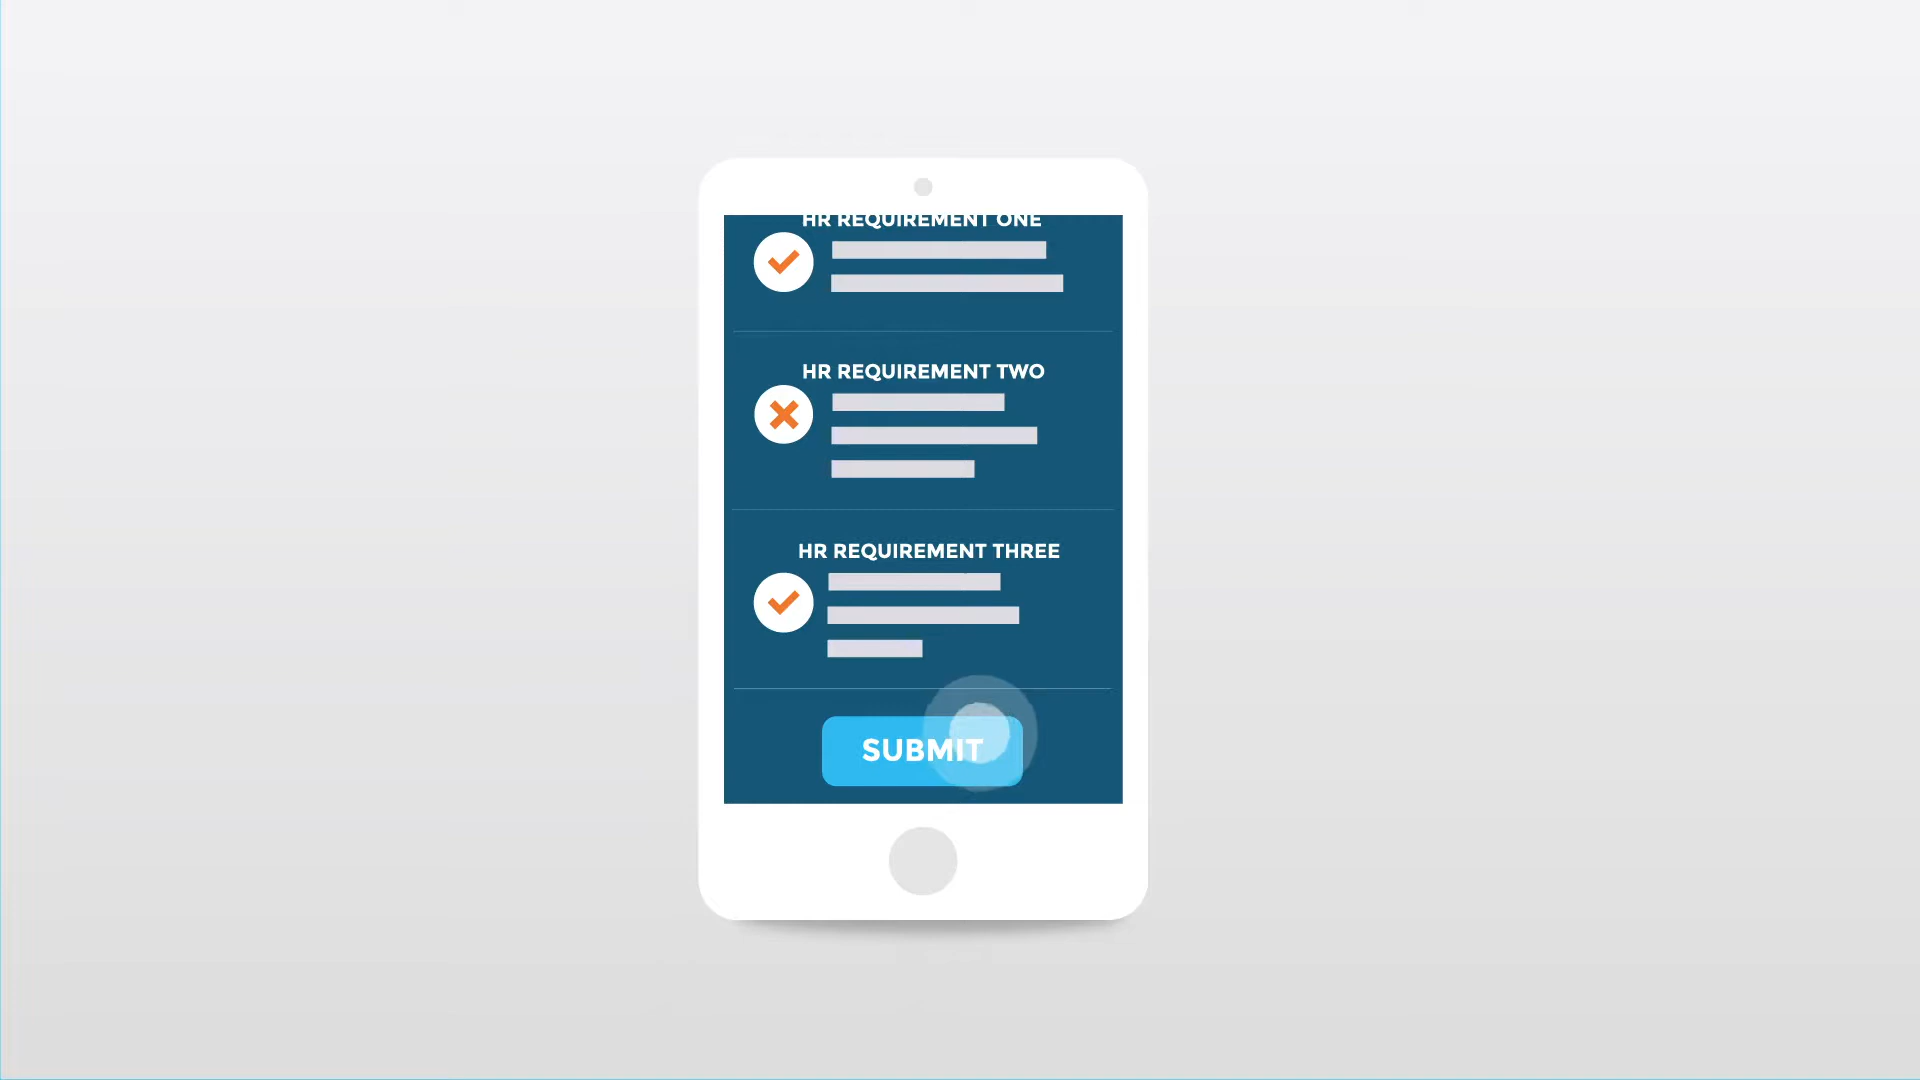 HR REQUIREMENT ONE
HR REQUIREMENT TWO
HR REQUIREMENT THREE
SUBMIT